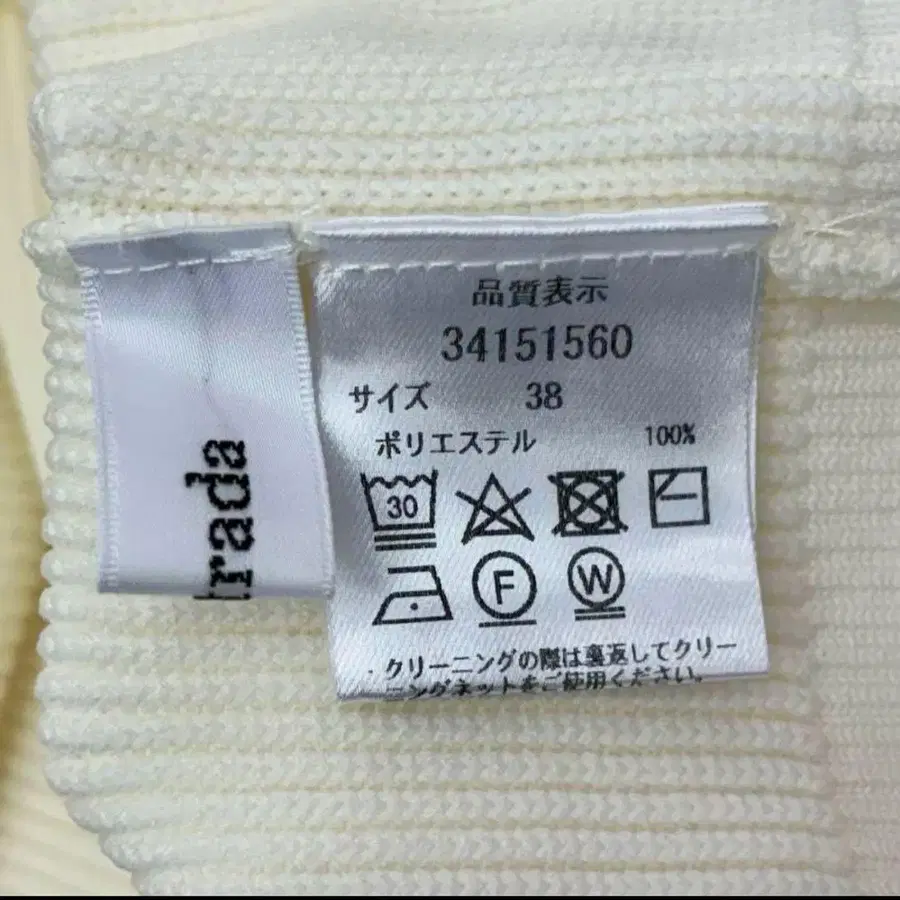 trada
品質表示
34151560
サイズ 38
ポリエステル 100%
30
F W
クリーニングの際は裏返してクリー
ニングネットをご使用ください。